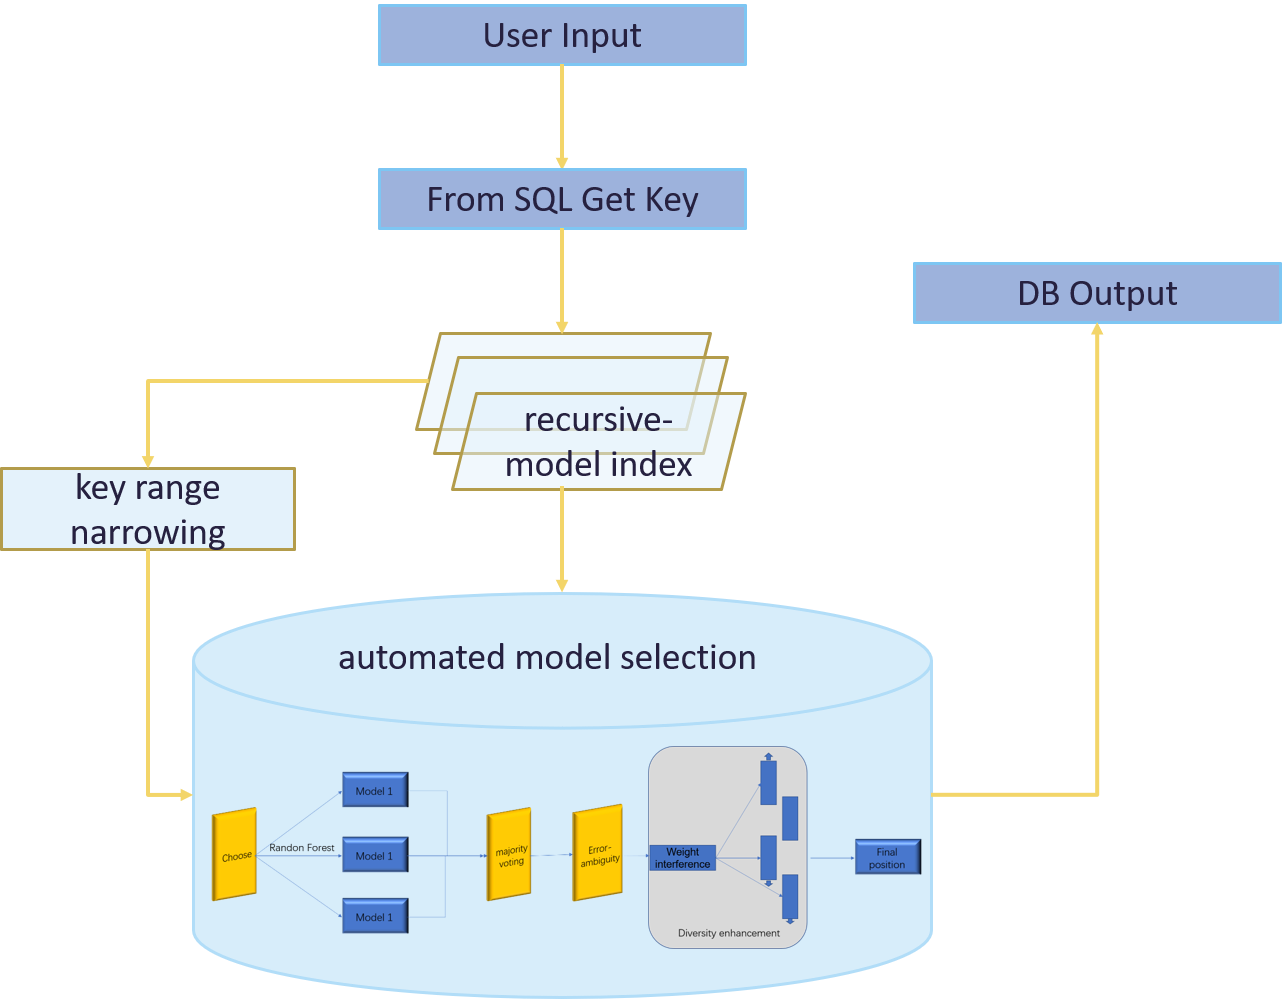 User Input
From SQL Get Key
DB Output
recursive-
model index
key range
narrowing
automated model selection
Choose
Randon Forest
Model 1
Model 1
Model 1
majority
voting
Error-
ambiguity
Weight
interference
Diversity enhancement
Final
position